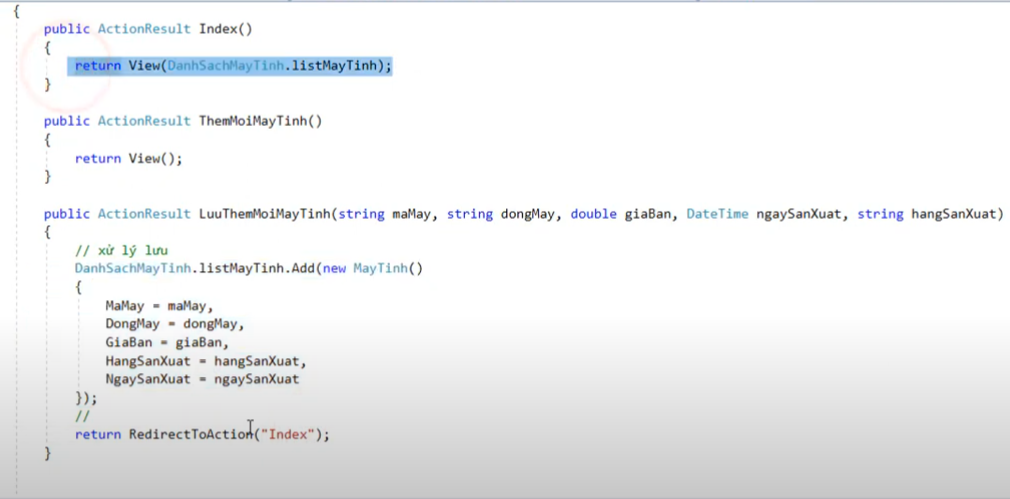 {
public ActionResult Index()
{
return View(DanhSachMayTinh.listMayTinh);
}
public ActionResult ThemMoiMayTinh()
{
return View();
}
public ActionResult LuuThemMoiMayTinh(string maMay, string dongMay, double giaBan, DateTime ngaySanXuat, string hangSanXuat)
{
// xử lý lưu
DanhSachMayTinh.listMayTinh.Add(new MayTinh()
{
MaMay = maMay,
DongMay = dongMay,
GiaBan = giaBan,
HangSanXuat = hangSanXuat,
NgaySanXuat = ngaySanXuat
});
//
return RedirectToAction("Index");
}